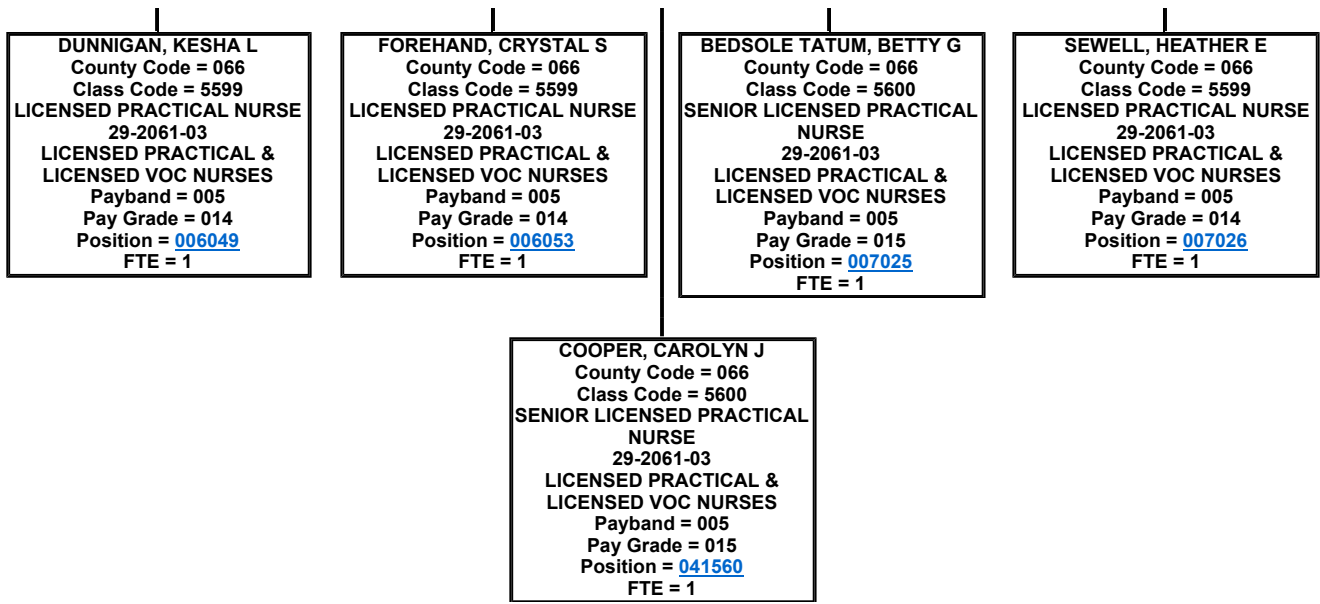 DUNNIGAN, KESHA L
County Code = 066
Class Code = 5599
LICENSED PRACTICAL NURSE
29-2061-03
LICENSED PRACTICAL &
LICENSED VOC NURSES
Payband = 005
Pay Grade = 014
Position = 006049
FTE = 1
FOREHAND, CRYSTAL S
County Code = 066
Class Code = 5599
LICENSED PRACTICAL NURSE
29-2061-03
LICENSED PRACTICAL &
LICENSED VOC NURSES
Payband = 005
Pay Grade = 014
Position = 006053
FTE = 1
BEDSOLE TATUM, BETTY G
County Code = 066
Class Code = 5600
SENIOR LICENSED PRACTICAL
NURSE
29-2061-03
LICENSED PRACTICAL &
LICENSED VOC NURSES
Payband = 005
Pay Grade = 015
Position = 007025
FTE = 1
SEWELL, HEATHER E
County Code = 066
Class Code = 5599
LICENSED PRACTICAL NURSE
29-2061-03
LICENSED PRACTICAL &
LICENSED VOC NURSES
Payband = 005
Pay Grade = 014
Position = 007026
FTE = 1
COOPER, CAROLYN J
County Code = 066
Class Code = 5600
SENIOR LICENSED PRACTICAL
NURSE
29-2061-03
LICENSED PRACTICAL &
LICENSED VOC NURSES
Payband = 005
Pay Grade = 015
Position = 041560
FTE = 1